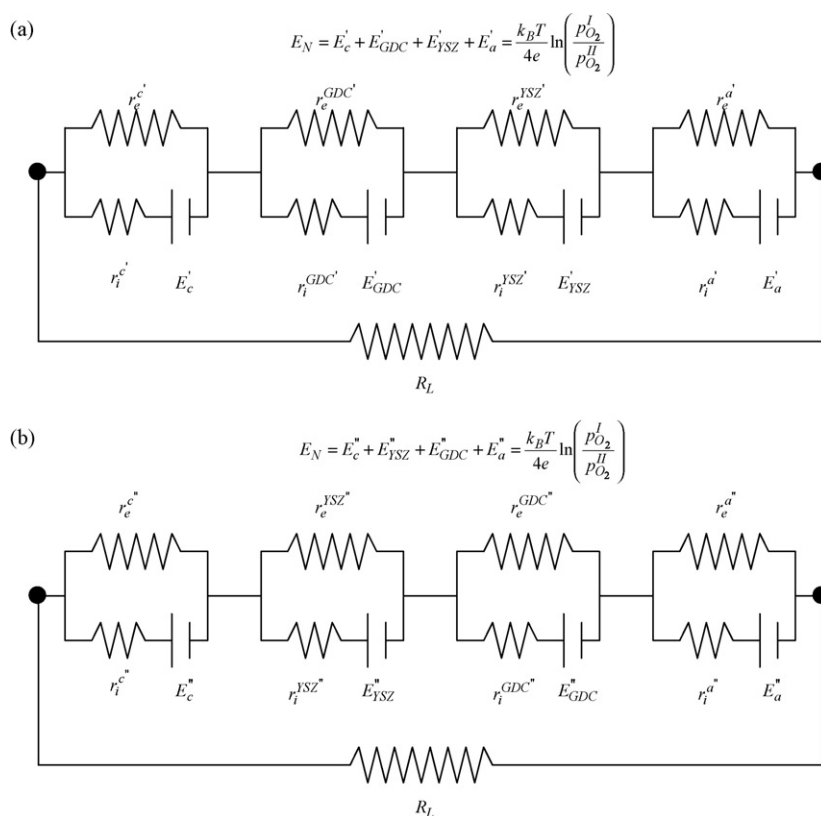 (a)
E_N = E_c' + E_GDC' + E_YSZ' + E_a' = k_BT/4e ln(p_O2^I/p_O2^II)
r_e^c' r_e^GDC' r_e^YSZ' r_e^a'
r_i^c' E_c' r_i^GDC' E_GDC' r_i^YSZ' E_YSZ' r_i^a' E_a'
R_L
(b)
E_N = E_c" + E_YSZ" + E_GDC" + E_a" = k_BT/4e ln(p_O2^I/p_O2^II)
r_e^c" r_e^YSZ" r_e^GDC" r_e^a"
r_i^c" E_c" r_i^YSZ" E_YSZ" r_i^GDC" E_GDC" r_i^a" E_a"
R_L